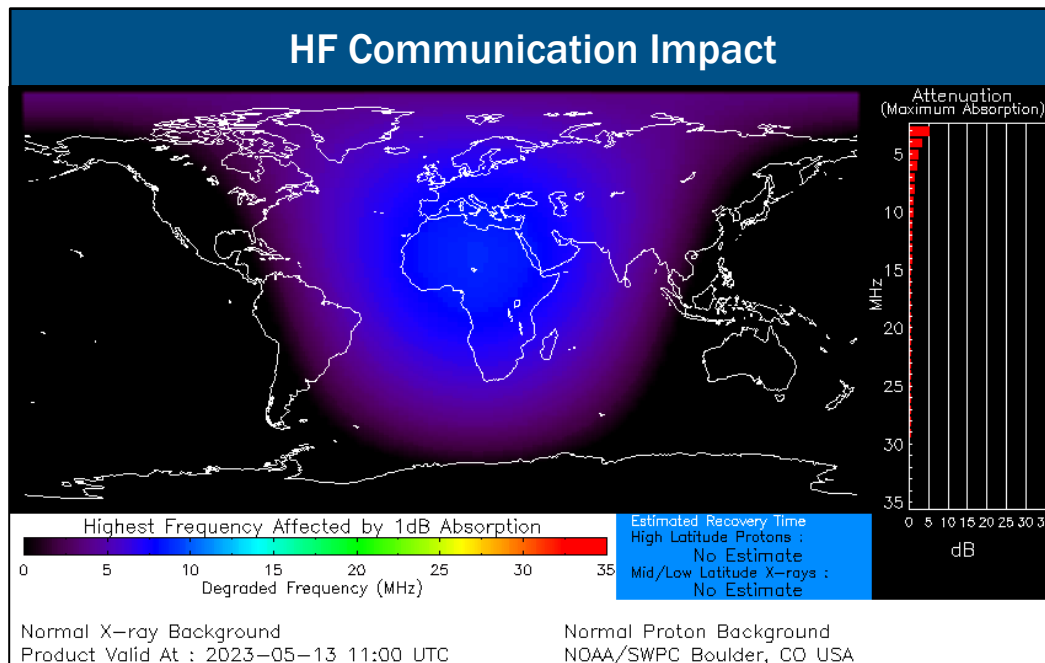 HF Communication Impact
Attenuation
(Maximum Absorption)
5
10
15
MHz
20
25
30
35
0 5 10 15 20 25 30 3
dB
Highest Frequency Affected by 1dB Absorption
0 5 10 15 20 25 30 35
Degraded Frequency (MHz)
Estimated Recovery Time
High Latitude Protons :
No Estimate
Mid/Low Latitude X-rays :
No Estimate
Normal X-ray Background
Product Valid At : 2023-05-13 11:00 UTC
Normal Proton Background
NOAA/SWPC Boulder, CO USA